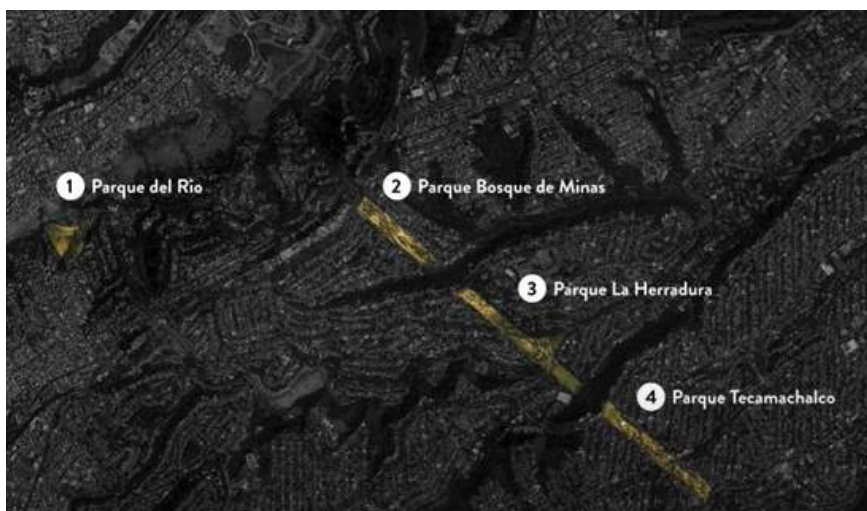 1 Parque del Río
2 Parque Bosque de Minas
3 Parque La Herradura
4 Parque Tecamachalco